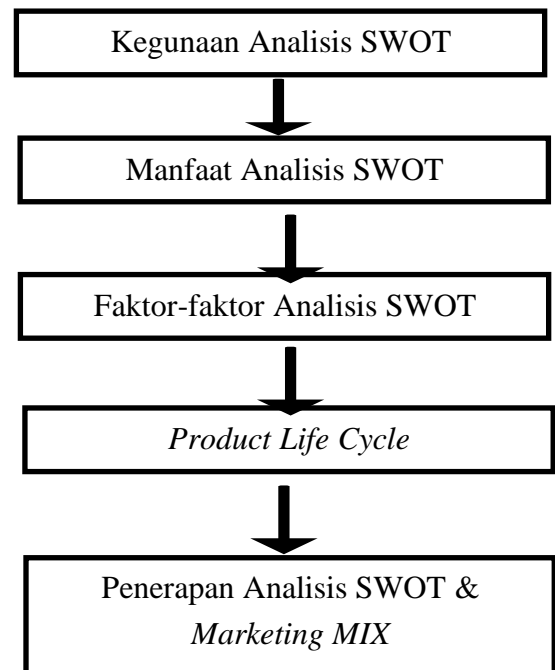 Kegunaan Analisis SWOT
Manfaat Analisis SWOT
Faktor-faktor Analisis SWOT
Product Life Cycle
Penerapan Analisis SWOT &
Marketing MIX